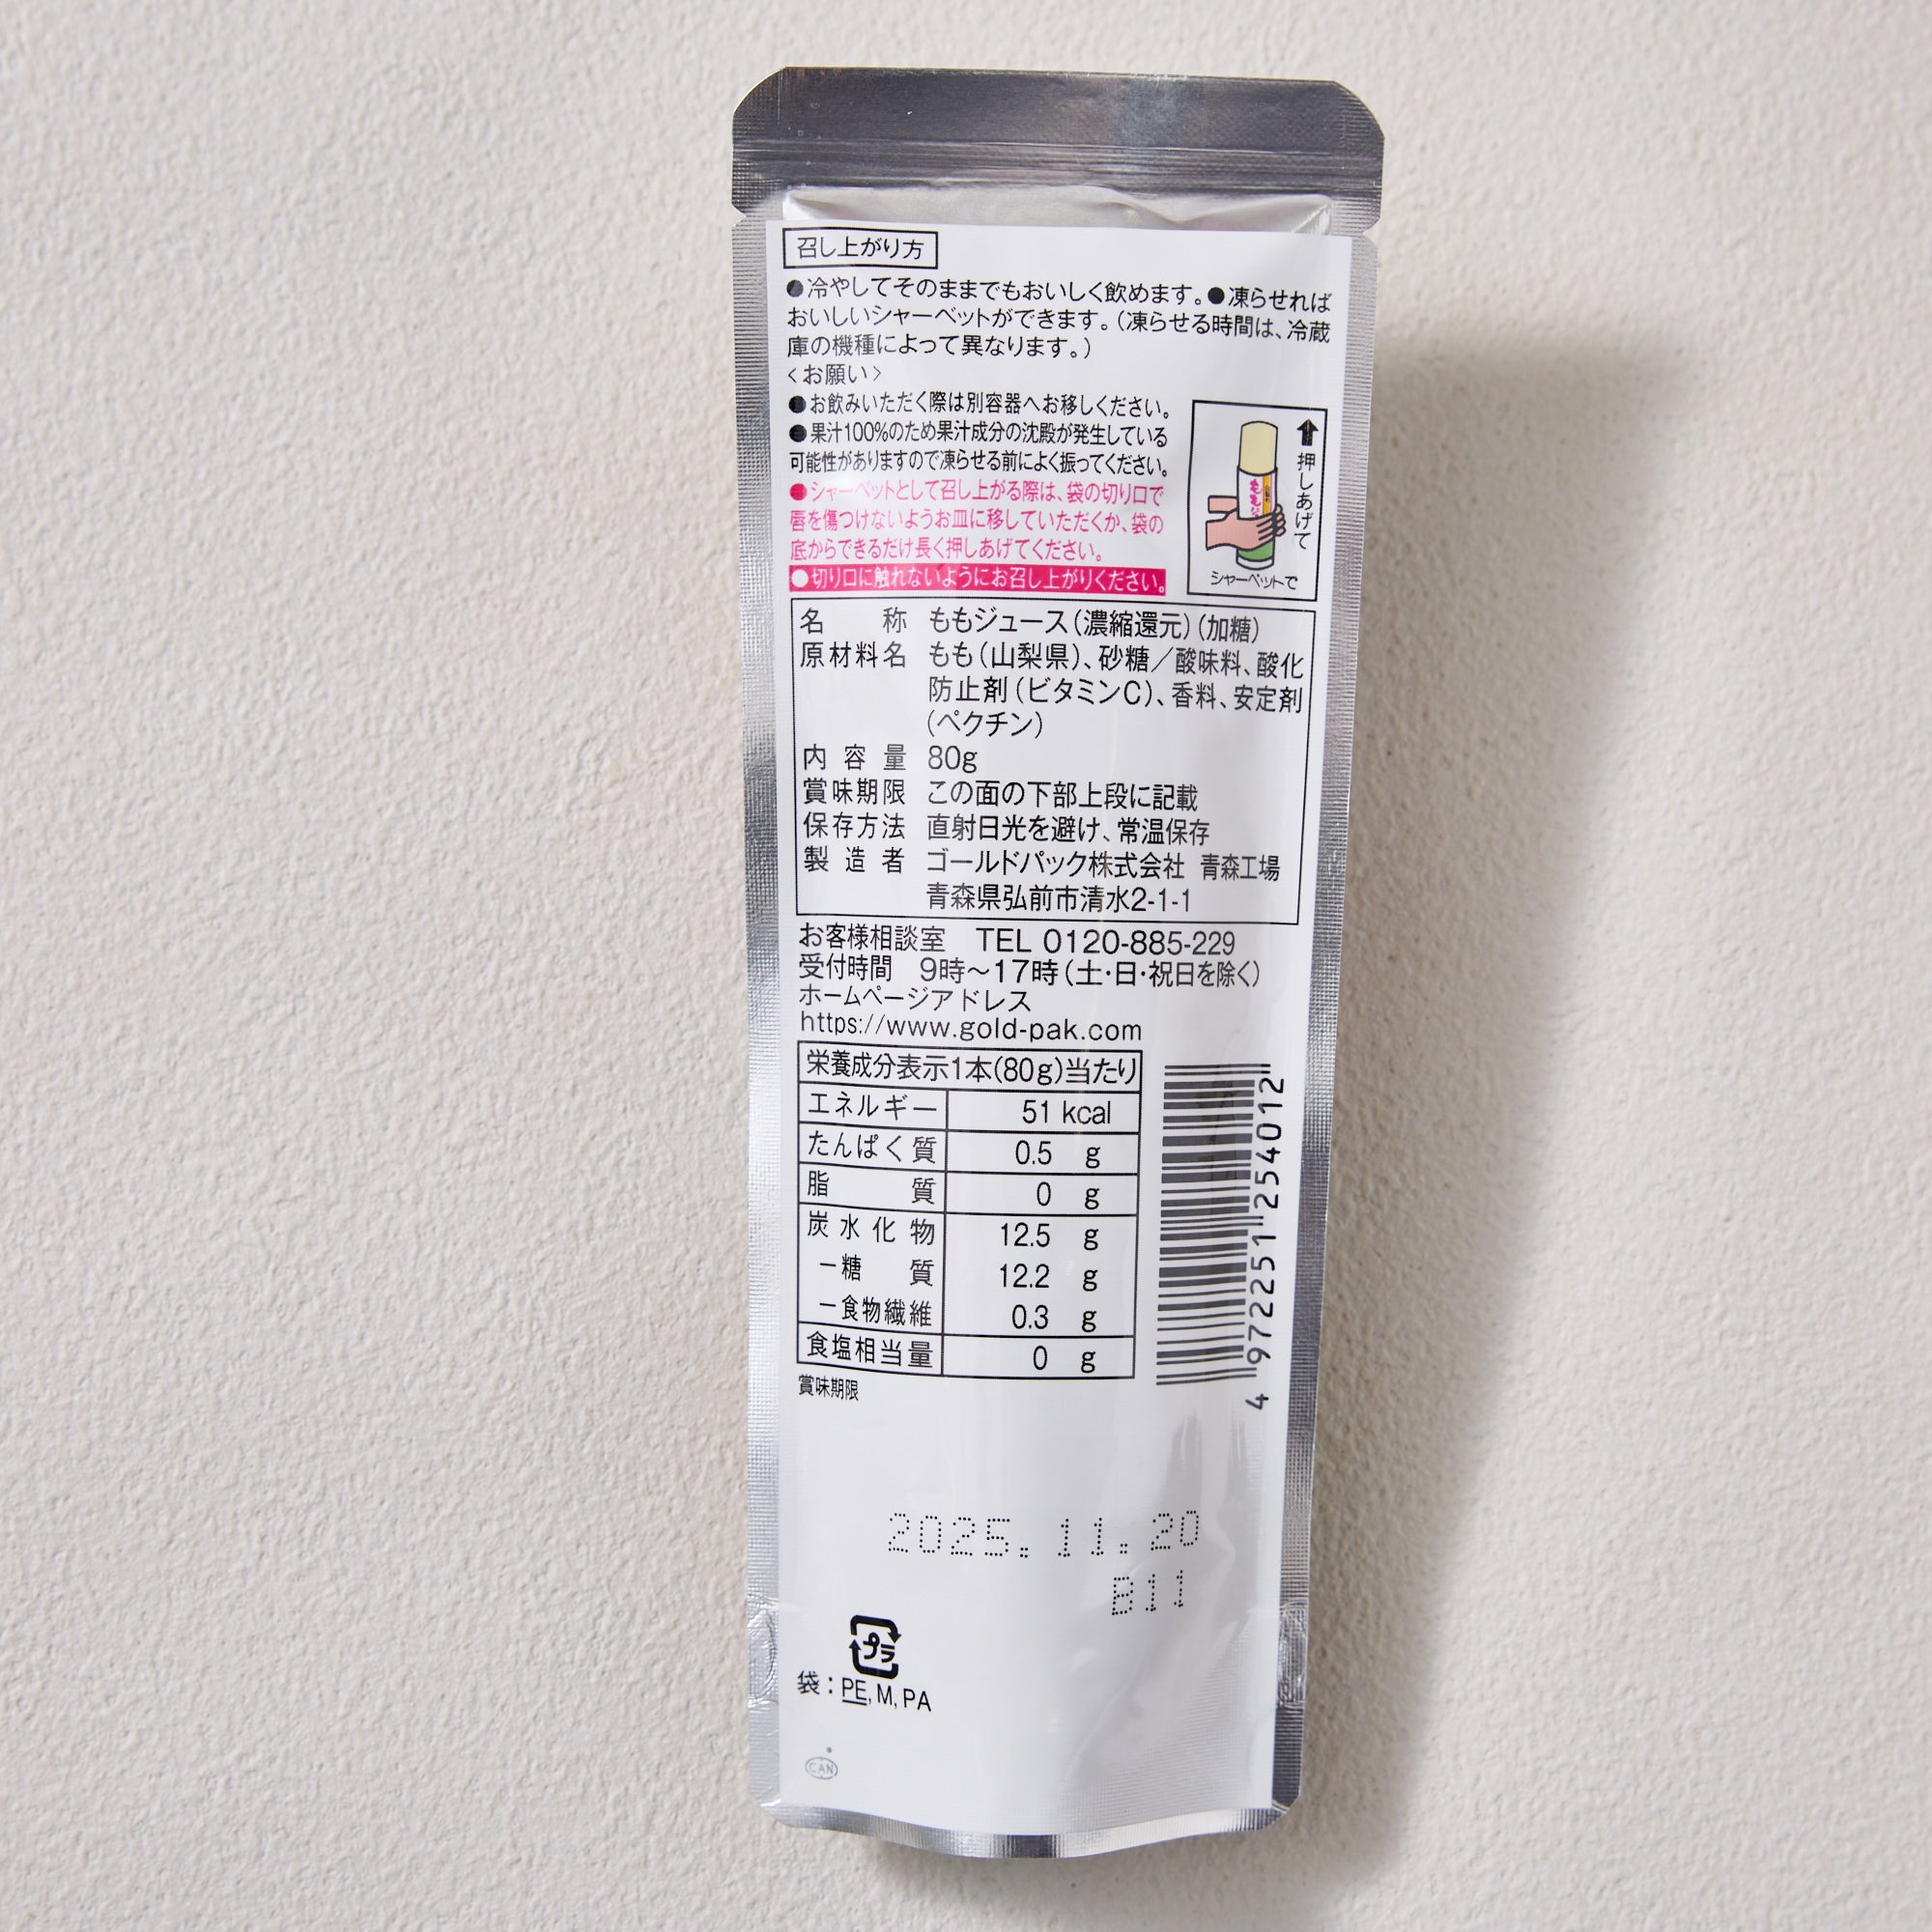 召し上がり方
●冷やしてそのままでもおいしく飲めます。●凍らせれば
おいしいシャーベットができます。(凍らせる時間は、冷蔵
庫の機種によって異なります。)
〈お願い〉
●お飲みいただく際は別容器へお移しください。
●果汁100%のため果汁成分の沈殿が発生している
可能性がありますので凍らせる前によく振ってください。
●シャーベットとして召し上がる際は、袋の切り口で
唇を傷つけないようお皿に移していただくか、袋の
底からできるだけ長く押しあげてください。
●切り口に触れないようにお召し上がりください。
押しあげて
もも
シャーベットで
名称 ももジュース(濃縮還元)(加糖)
原材料名 もも(山梨県)、砂糖/酸味料、酸化
防止剤(ビタミンC)、香料、安定剤
(ペクチン)
内容量 80g
賞味期限 この面の下部上段に記載
保存方法 直射日光を避け、常温保存
製造者 ゴールドパック株式会社 青森工場
青森県弘前市清水2-1-1
お客様相談室 TEL 0120-885-229
受付時間 9時~17時(土・日・祝日を除く)
ホームページアドレス
https://www.gold-pak.com
栄養成分表示1本(80g)当たり
エネルギー 51 kcal
たんぱく質 0.5 g
脂質 0 g
炭水化物 12.5 g
-糖質 12.2 g
-食物繊維 0.3 g
食塩相当量 0 g
4 972251 254012
賞味期限
2025.11.20
B11
プラ
袋:PE,M,PA
CAN